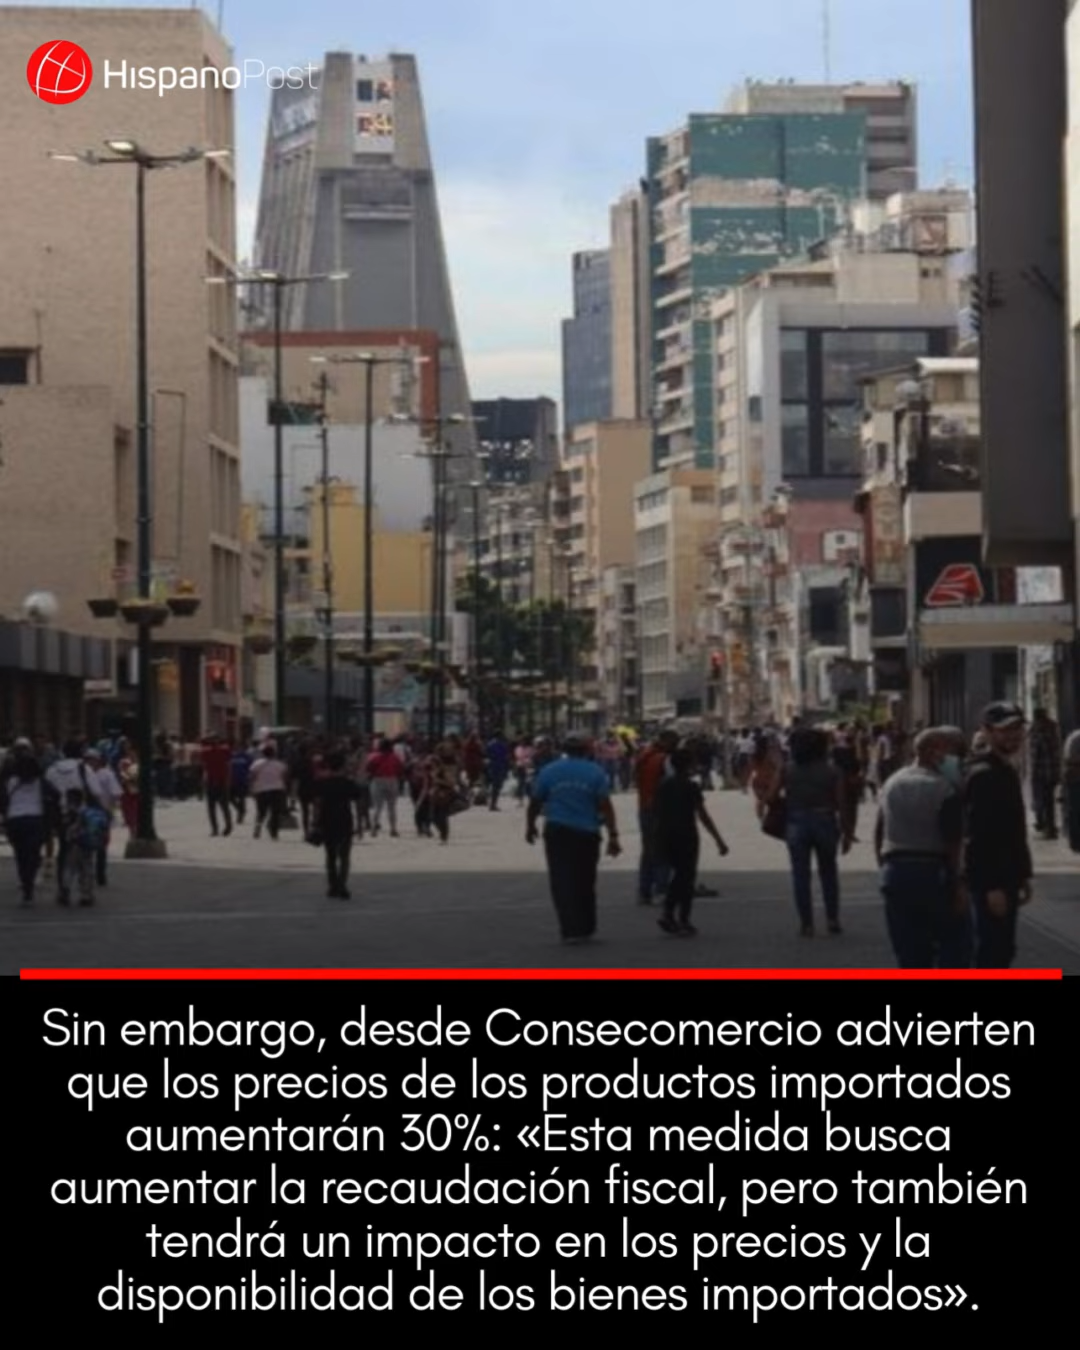 HispanoPost
Sin embargo, desde Consecomercio advierten
que los precios de los productos importados
aumentarán 30%: «Esta medida busca
aumentar la recaudación fiscal, pero también
tendrá un impacto en los precios y la
disponibilidad de los bienes importados».